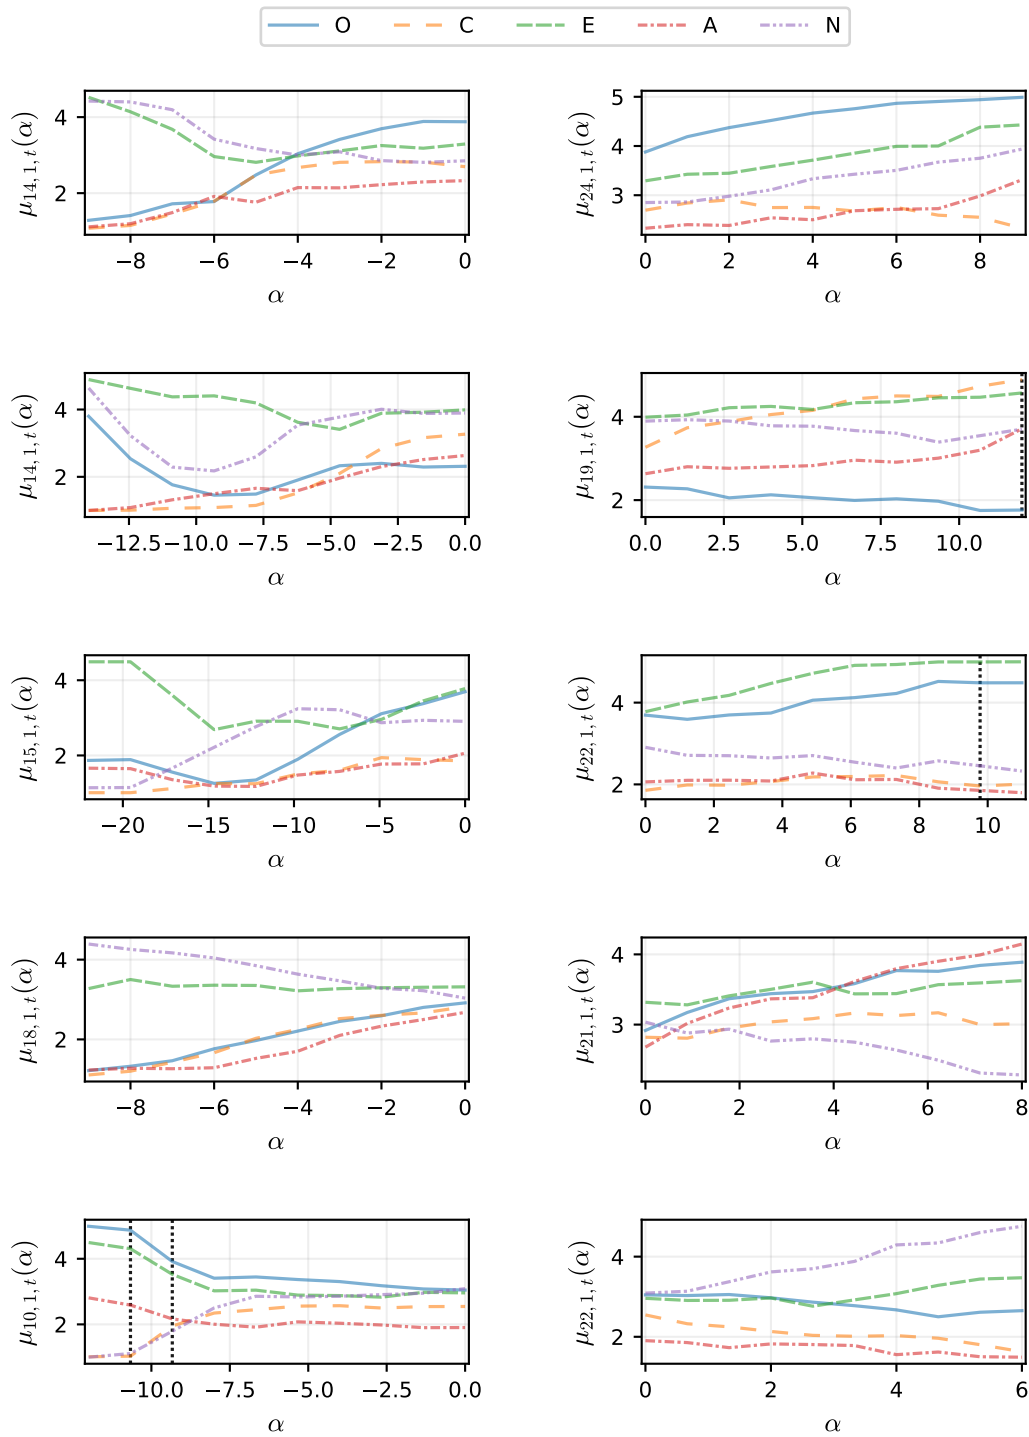 O C E A N
μ14,1,t(α) 4 2 −8 −6 −4 −2 0 α
μ24,1,t(α) 5 4 3 0 2 4 6 8 α
μ14,1,t(α) 4 2 −12.5 −10.0 −7.5 −5.0 −2.5 0.0 α
μ19,1,t(α) 4 2 0.0 2.5 5.0 7.5 10.0 α
μ15,1,t(α) 4 2 −20 −15 −10 −5 0 α
μ22,1,t(α) 4 2 0 2 4 6 8 10 α
μ18,1,t(α) 4 2 −8 −6 −4 −2 0 α
μ21,1,t(α) 4 3 0 2 4 6 8 α
μ10,1,t(α) 4 2 −10.0 −7.5 −5.0 −2.5 0.0 α
μ22,1,t(α) 4 2 0 2 4 6 α